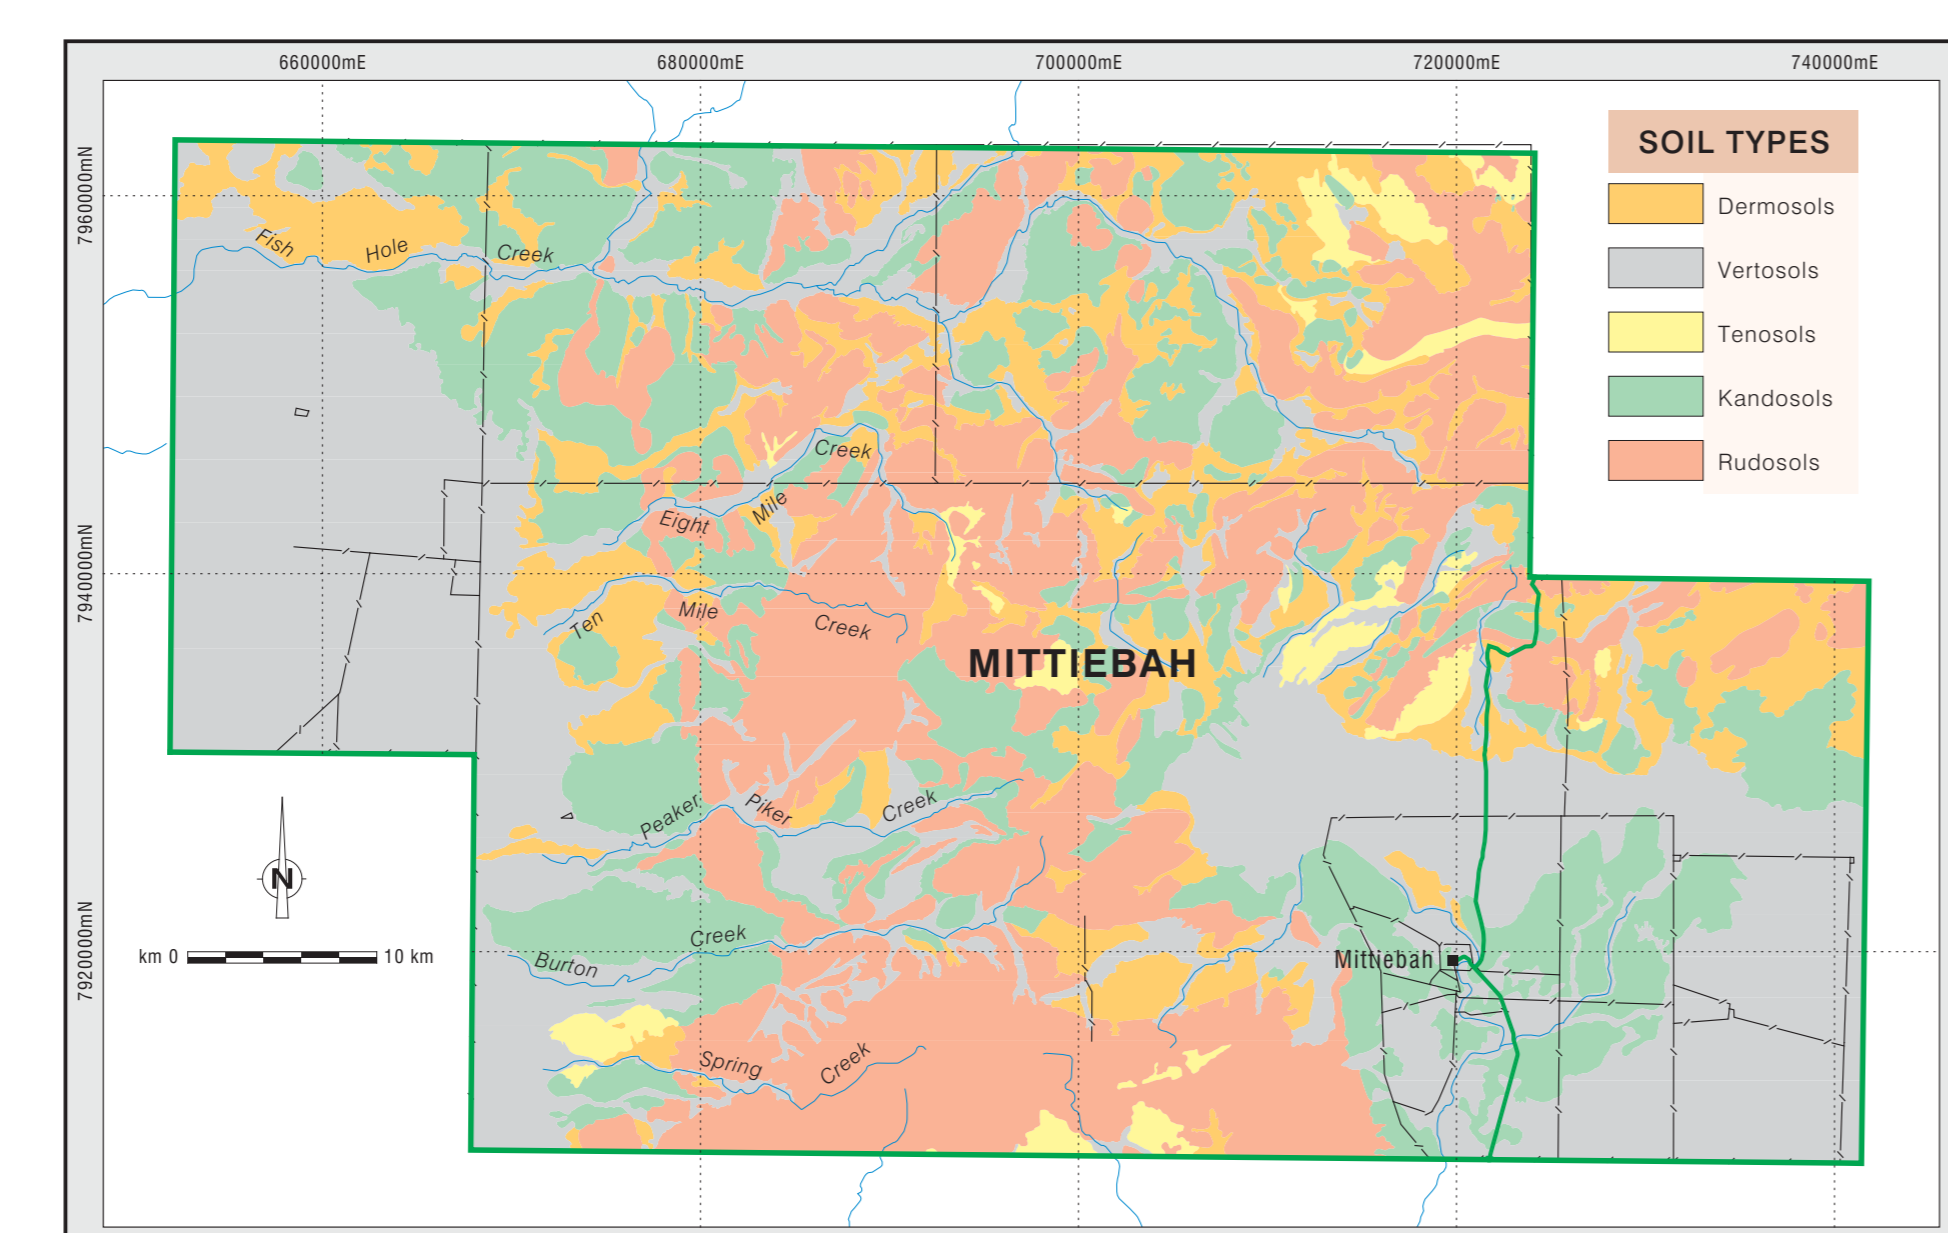 660000mE 680000mE 700000mE 720000mE 740000mE
7960000mN
7940000mN
7920000mN
SOIL TYPES
Dermosols
Vertosols
Tenosols
Kandosols
Rudosols
Fish Hole Creek
Eight Mile Creek
Ten Mile Creek
MITTIEBAH
Peaker Piker Creek
Burton Creek
Mittiebah
Spring Creek
N
km 0 10 km